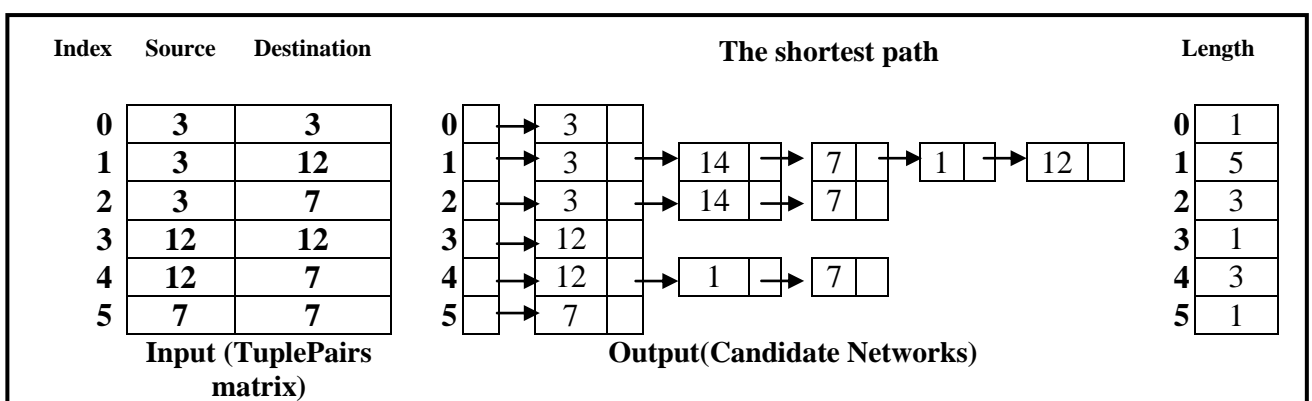 Index Source Destination The shortest path Length
0 3 3 0 3 0 1
1 3 12 1 3 14 7 1 12 1 5
2 3 7 2 3 14 7 2 3
3 12 12 3 12 3 1
4 12 7 4 12 1 7 4 3
5 7 7 5 7 5 1
Input (TuplePairs Output(Candidate Networks)
matrix)